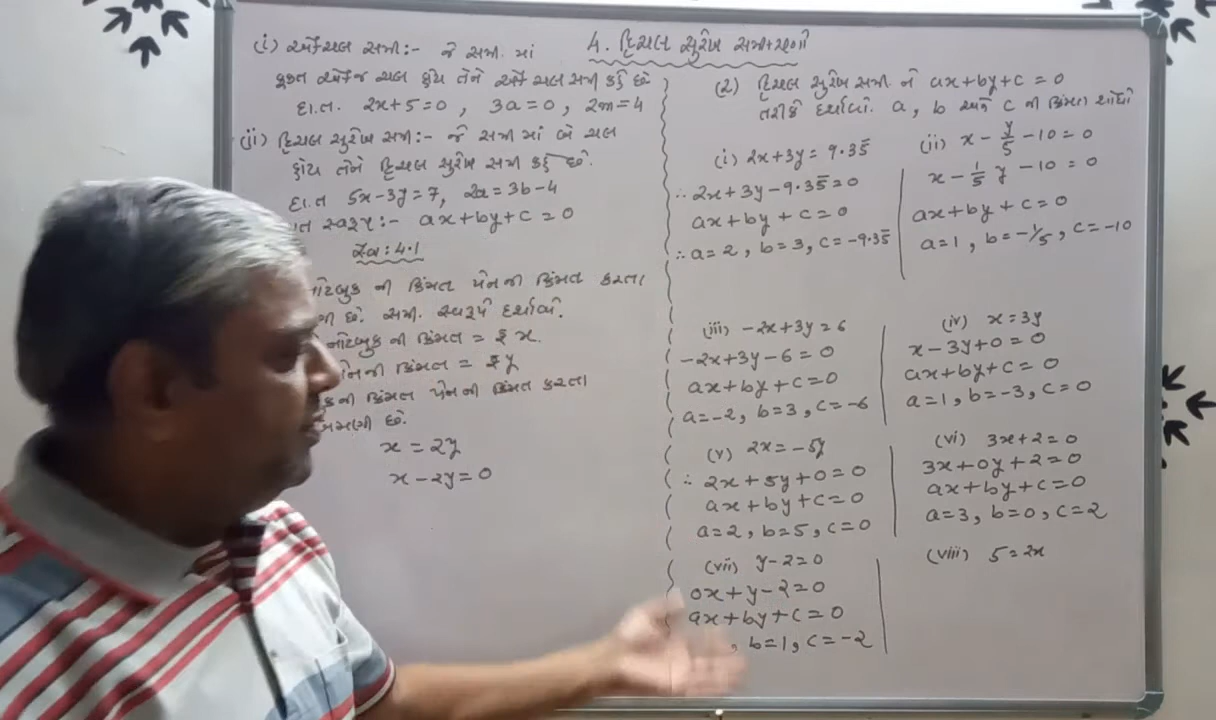 4. દ્વિચલ સુરેખ સમીકરણો
(i) એકચલ સમી:- જે સમી. માં
ફક્ત એકજ ચલ હોય તેને એક ચલ સમી કહે છે
દા.ત. 2x+5=0 , 3a=0 , 2m=4
(ii) દ્વિચલ સુરેખ સમી:- જે સમી માં બે ચલ
હોય તેને દ્વિચલ સુરેખ સમી કહે છે.
દા.ત 5x-3y=7, 2a=3b-4
સ્વરૂપ:- ax+by+c=0
સ્વા: 4.1
નોટબુક ની કિંમત પેનની કિંમત કરતા
છે. સમી. સ્વરૂપે દર્શાવો.
નોટબુક ની કિંમત = ₹ x.
પેનની કિંમત = ₹ y
કની કિંમત પેનની કિંમત કરતા
બમણી છે.
x = 2y
x-2y=0
(2) દ્વિચલ સુરેખ સમી. ને ax+by+c=0
તરીકે દર્શાવો. a, b અને c ની કિંમત શોધો
(i) 2x+3y=9.35̅
∴ 2x+3y-9.35̅=0
ax+by+c=0
∴ a=2, b=3, c=-9.35̅
(ii) x - y/5 - 10 = 0
x - 1/5 y - 10 = 0
ax+by+c=0
a=1, b=-1/5, c=-10
(iii) -2x+3y=6
-2x+3y-6=0
ax+by+c=0
a=-2, b=3, c=-6
(iv) x=3y
x-3y+0=0
ax+by+c=0
a=1, b=-3, c=0
(v) 2x=-5y
∴ 2x+5y+0=0
ax+by+c=0
a=2, b=5, c=0
(vi) 3x+2=0
3x+0y+2=0
ax+by+c=0
a=3, b=0, c=2
(vii) y-2=0
0x+y-2=0
ax+by+c=0
, b=1, c=-2
(viii) 5=2x